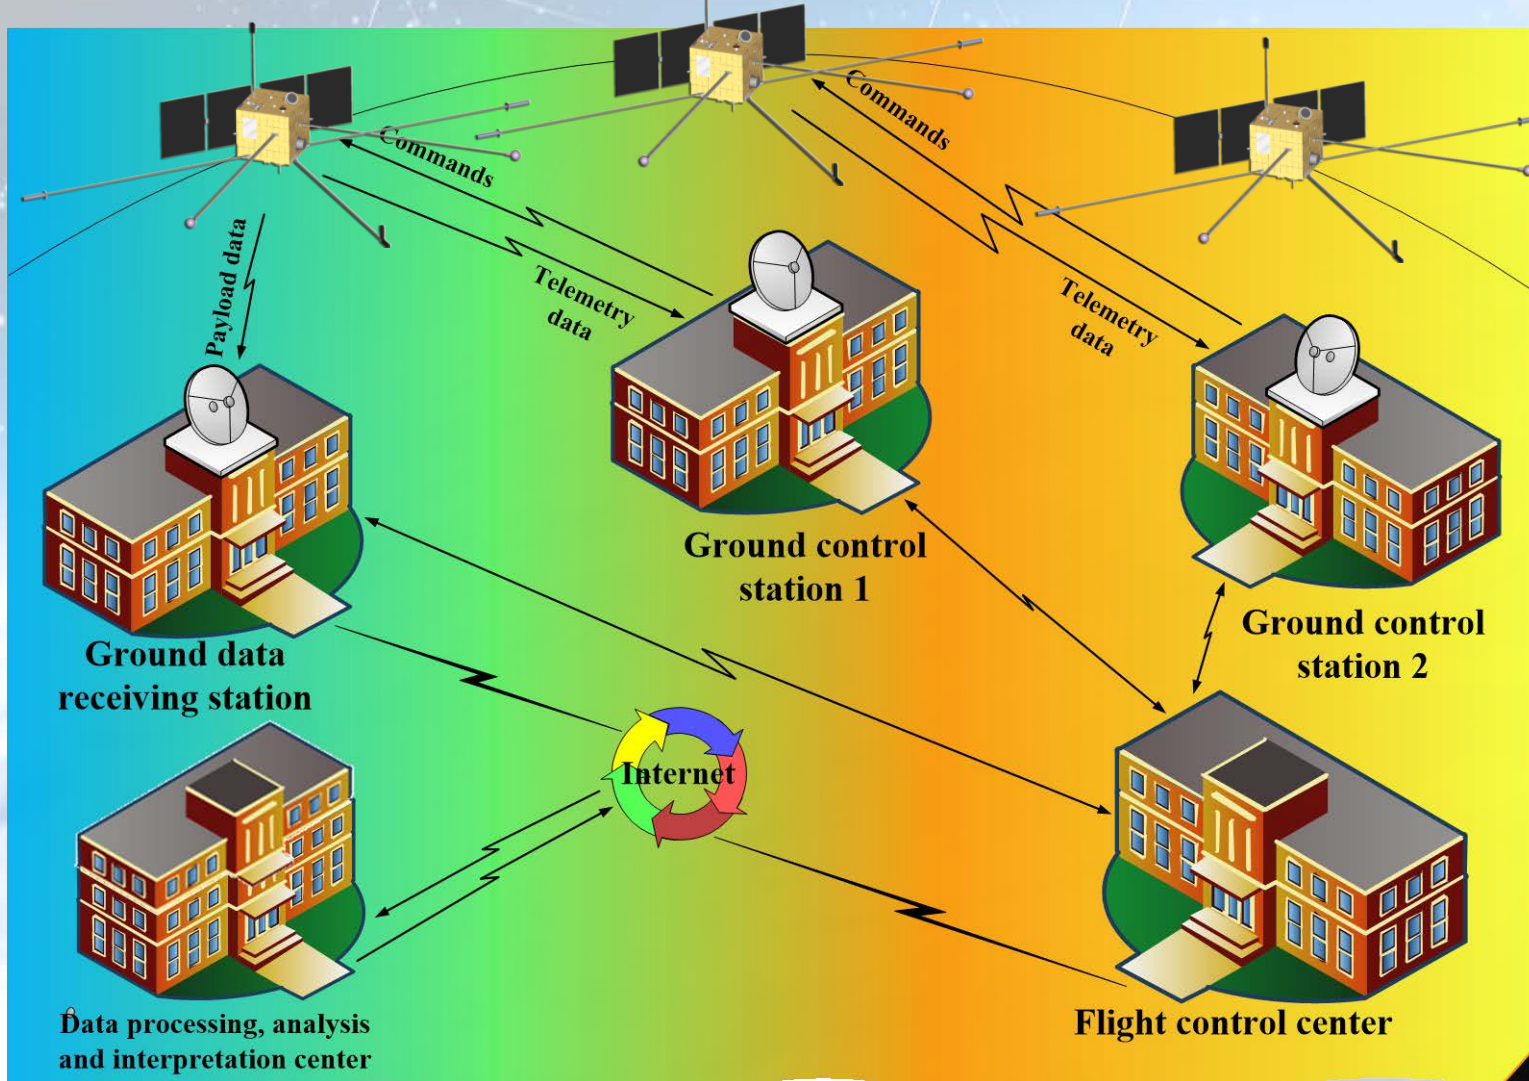 Commands
Commands
Payload data
Telemetry
data
Telemetry
data
Ground control
station 1
Ground control
station 2
Ground data
receiving station
Internet
Data processing, analysis
and interpretation center
Flight control center